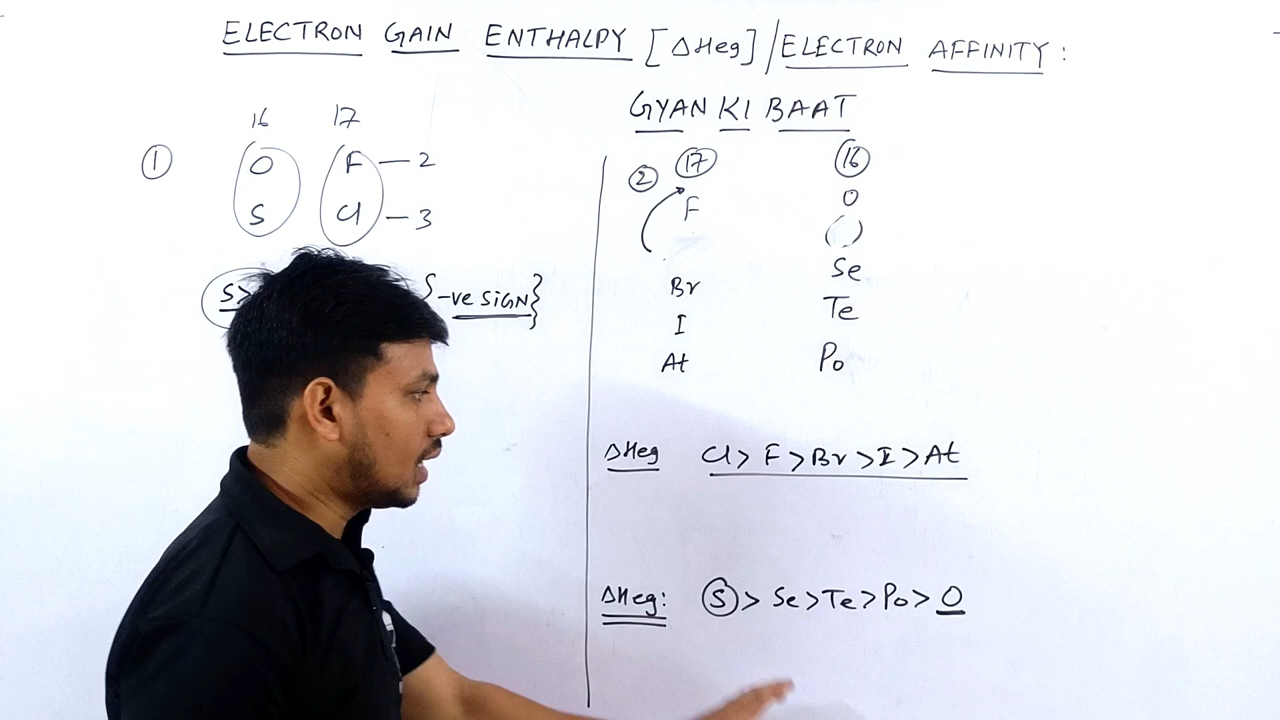 ELECTRON GAIN ENTHALPY [ΔHeg]/ELECTRON AFFINITY:
16 17
① O F — 2
S Cl — 3
S> {-ve SIGN}
GYAN KI BAAT
② ⑰ ⑯
F O
( )
Se
Br
Te
I
At Po
ΔHeg Cl > F > Br > I > At
ΔHeg: Ⓢ > Se > Te > Po > O